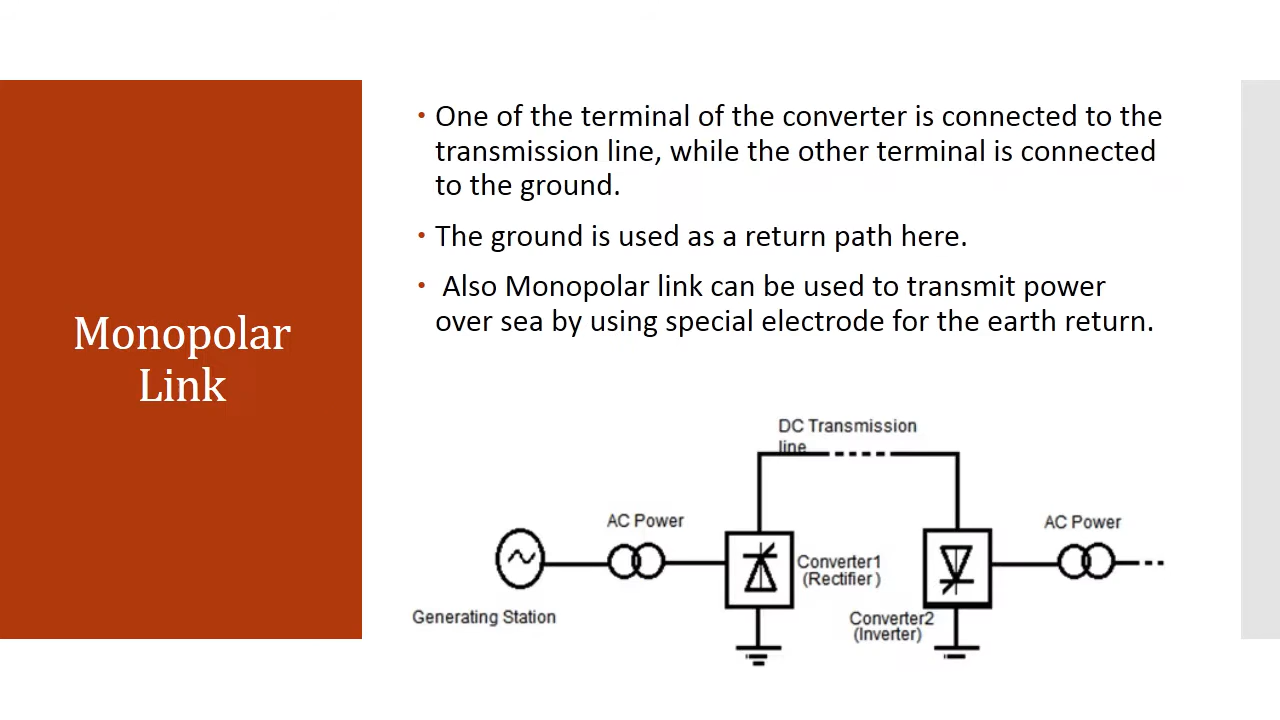 Monopolar
Link
• One of the terminal of the converter is connected to the
transmission line, while the other terminal is connected
to the ground.
• The ground is used as a return path here.
• Also Monopolar link can be used to transmit power
over sea by using special electrode for the earth return.
DC Transmission
line
AC Power
AC Power
Converter1
(Rectifier)
Generating Station
Converter2
(Inverter)